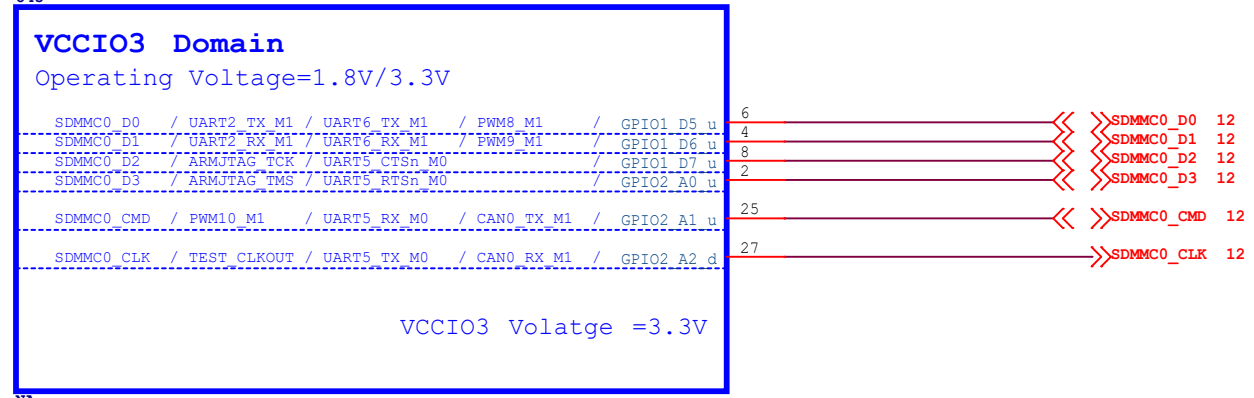 VCCIO3 Domain
Operating Voltage=1.8V/3.3V
SDMMC0_D0 / UART2_TX_M1 / UART6_TX_M1 / PWM8_M1 / GPIO1_D5_u 6 SDMMC0_D0 12
SDMMC0_D1 / UART2_RX_M1 / UART6_RX_M1 / PWM9_M1 / GPIO1_D6_u 4 SDMMC0_D1 12
SDMMC0_D2 / ARMJTAG_TCK / UART5_CTSn_M0 / GPIO1_D7_u 8 SDMMC0_D2 12
SDMMC0_D3 / ARMJTAG_TMS / UART5_RTSn_M0 / GPIO2_A0_u 2 SDMMC0_D3 12
SDMMC0_CMD / PWM10_M1 / UART5_RX_M0 / CAN0_TX_M1 / GPIO2_A1_u 25 SDMMC0_CMD 12
SDMMC0_CLK / TEST_CLKOUT / UART5_TX_M0 / CAN0_RX_M1 / GPIO2_A2_d 27 SDMMC0_CLK 12
VCCIO3 Volatge =3.3V